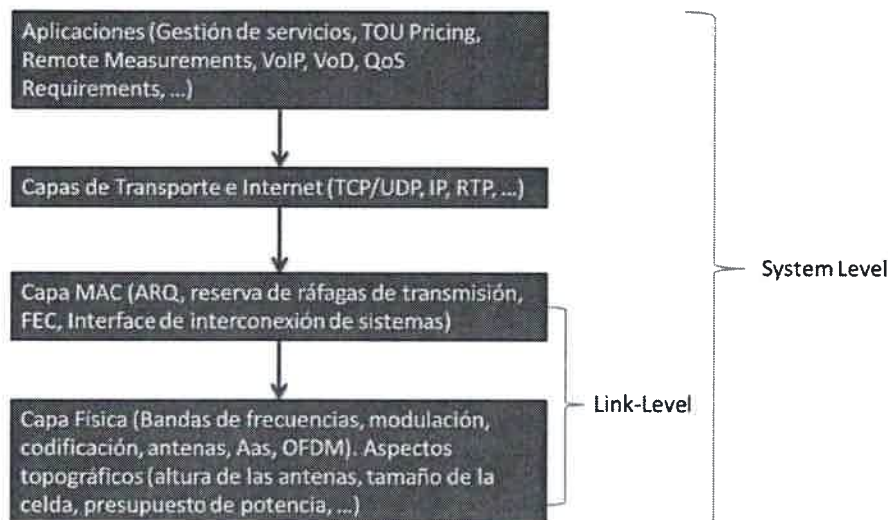 Aplicaciones (Gestión de servicios, TOU Pricing,
Remote Measurements, VoIP, VoD, QoS
Requirements, ...)
Capas de Transporte e Internet (TCP/UDP, IP, RTP, ...)
Capa MAC (ARQ, reserva de ráfagas de transmisión,
FEC, Interface de interconexión de sistemas)
Capa Física (Bandas de frecuencias, modulación,
codificación, antenas, Aas, OFDM). Aspectos
topográficos (altura de las antenas, tamaño de la
celda, presupuesto de potencia, ...)
Link-Level
System Level